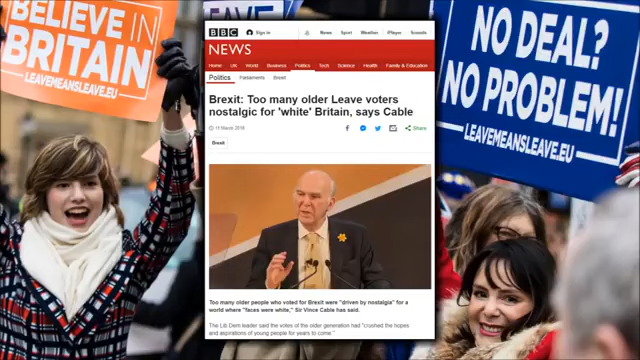 BELIEVE IN
BRITAIN
LEAVEMEANSLEAVE.EU
BBC
Sign in
News
Sport
Weather
iPlayer
Sounds
NEWS
Home
UK
World
Business
Politics
Tech
Science
Health
Family & Education
Politics
Parliaments
Brexit
Brexit: Too many older Leave voters
nostalgic for 'white' Britain, says Cable
11 March 2018
Share
Brexit
Too many older people who voted for Brexit were "driven by nostalgia" for a
world where "faces were white," Sir Vince Cable has said.
The Lib Dem leader said the votes of the older generation had "crushed the hopes
and aspirations of young people for years to come."
NO DEAL?
NO PROBLEM!
LEAVEMEANSLEAVE.EU